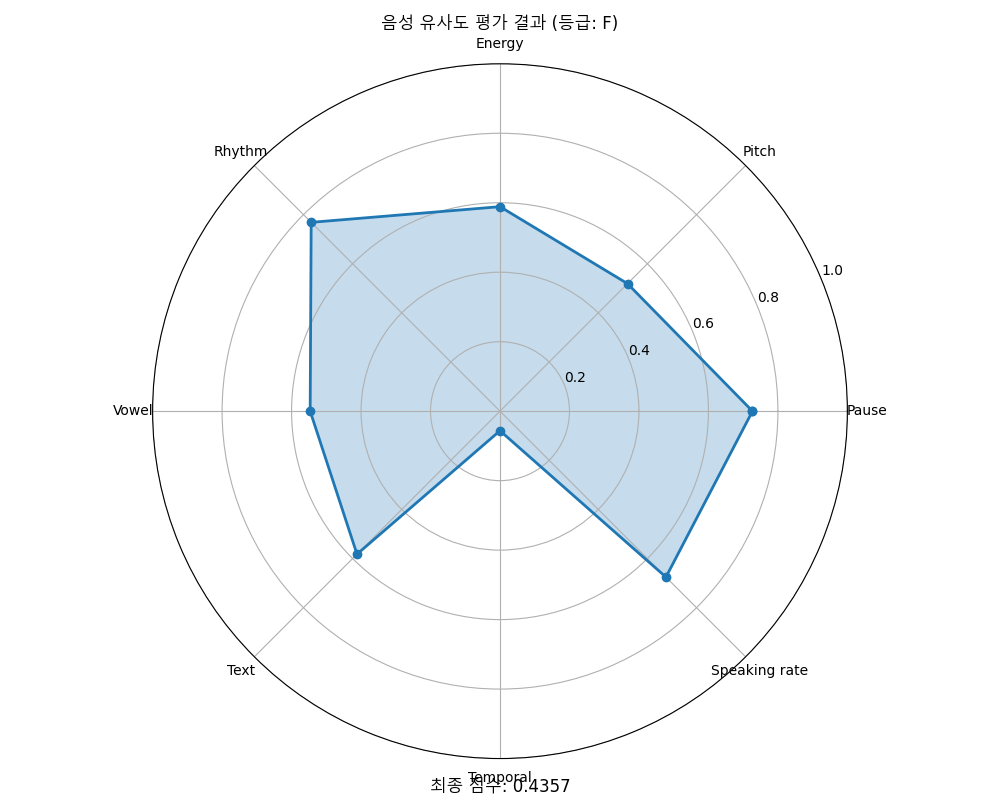 음성 유사도 평가 결과 (등급: F)
Energy
Rhythm
Pitch
1.0
0.8
0.6
0.4
0.2
Vowel
Pause
Text
Speaking rate
Temporal
최종 점수: 0.4357